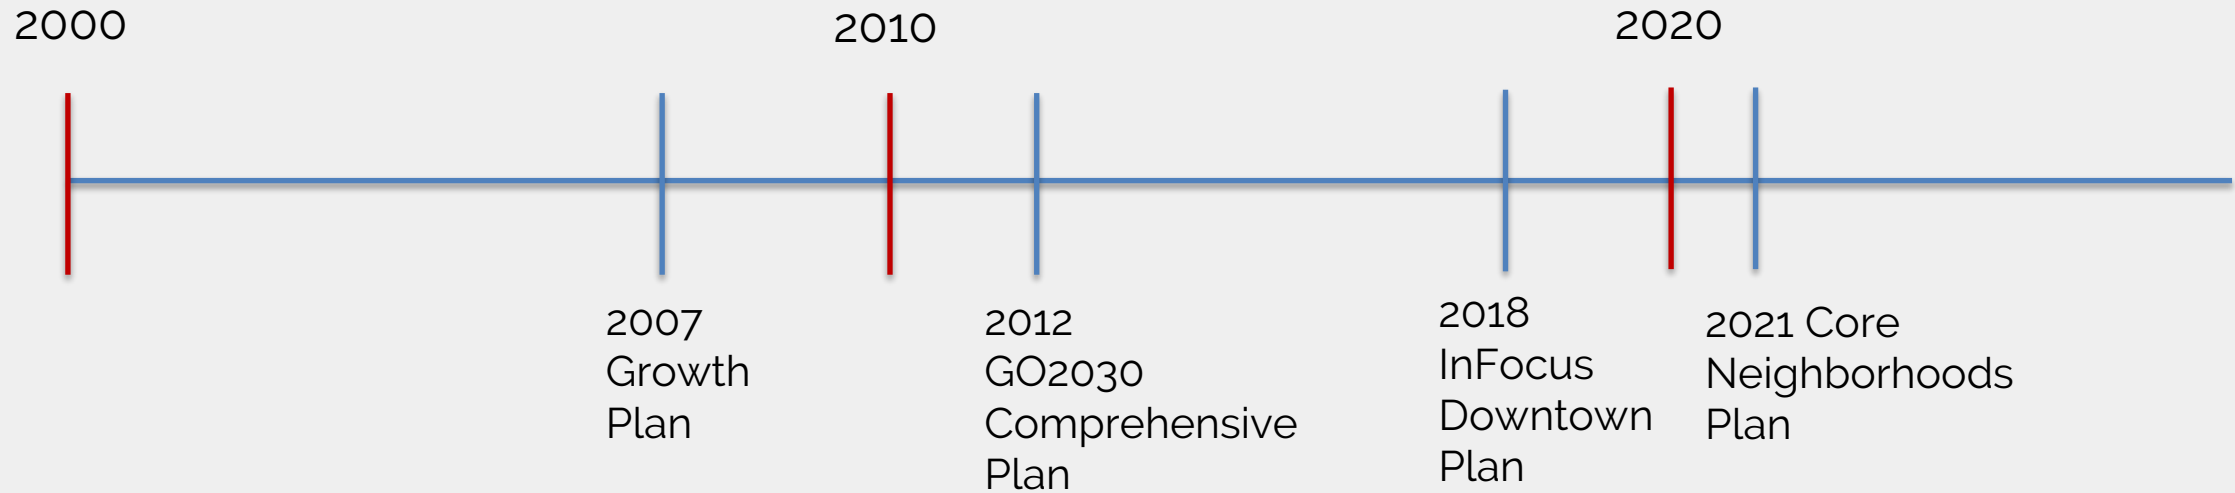 2000
2010
2020
2007
Growth
Plan
2012
GO2030
Comprehensive
Plan
2018
InFocus
Downtown
Plan
2021 Core
Neighborhoods
Plan